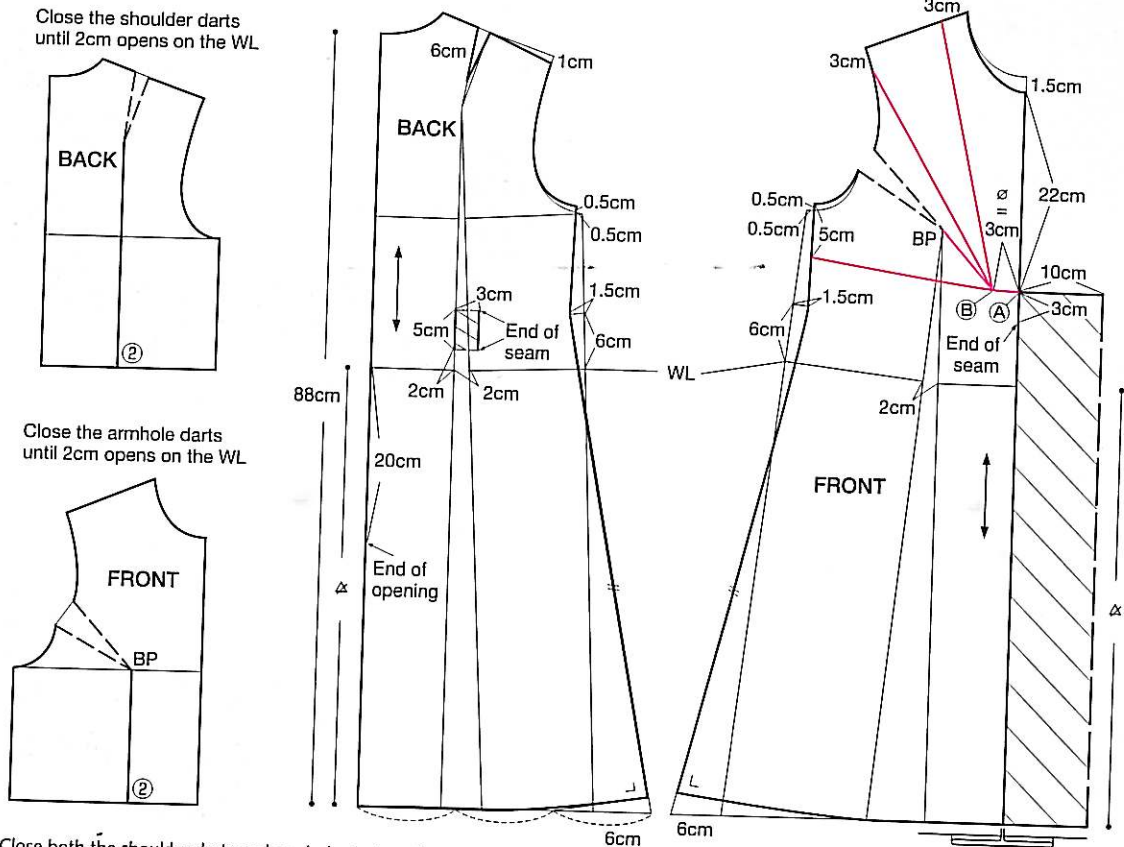 Close the shoulder darts
until 2cm opens on the WL
BACK
②
Close the armhole darts
until 2cm opens on the WL
FRONT
BP
②
6cm
1cm
BACK
0.5cm
0.5cm
3cm
1.5cm
5cm
End of
seam
6cm
88cm
2cm
2cm
WL
20cm
End of
opening
6cm
3cm
3cm
1.5cm
ø
=
3cm
22cm
0.5cm
0.5cm
5cm
BP
10cm
1.5cm
Ⓑ
Ⓐ
3cm
6cm
End of
seam
2cm
FRONT
6cm